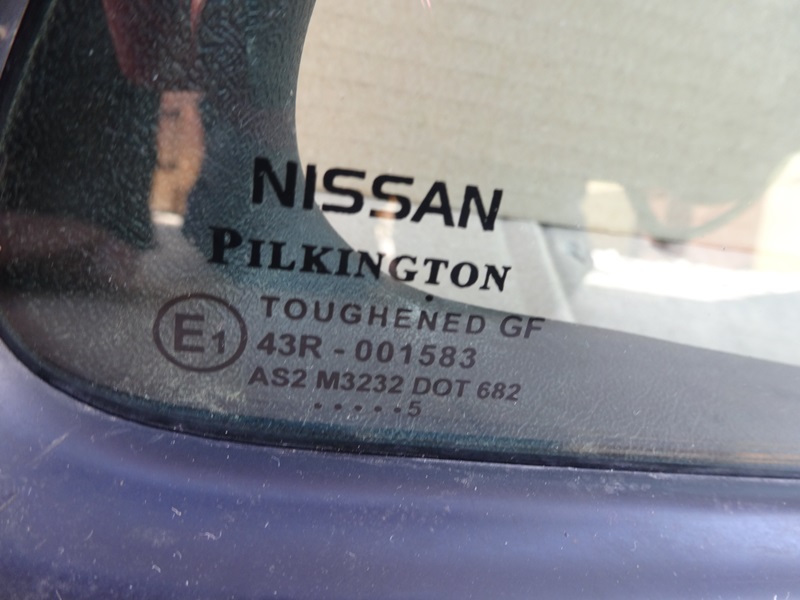 NISSAN
PILKINGTON
TOUGHENED GF
E1
43R - 001583
AS2 M3232 DOT 682
.....5